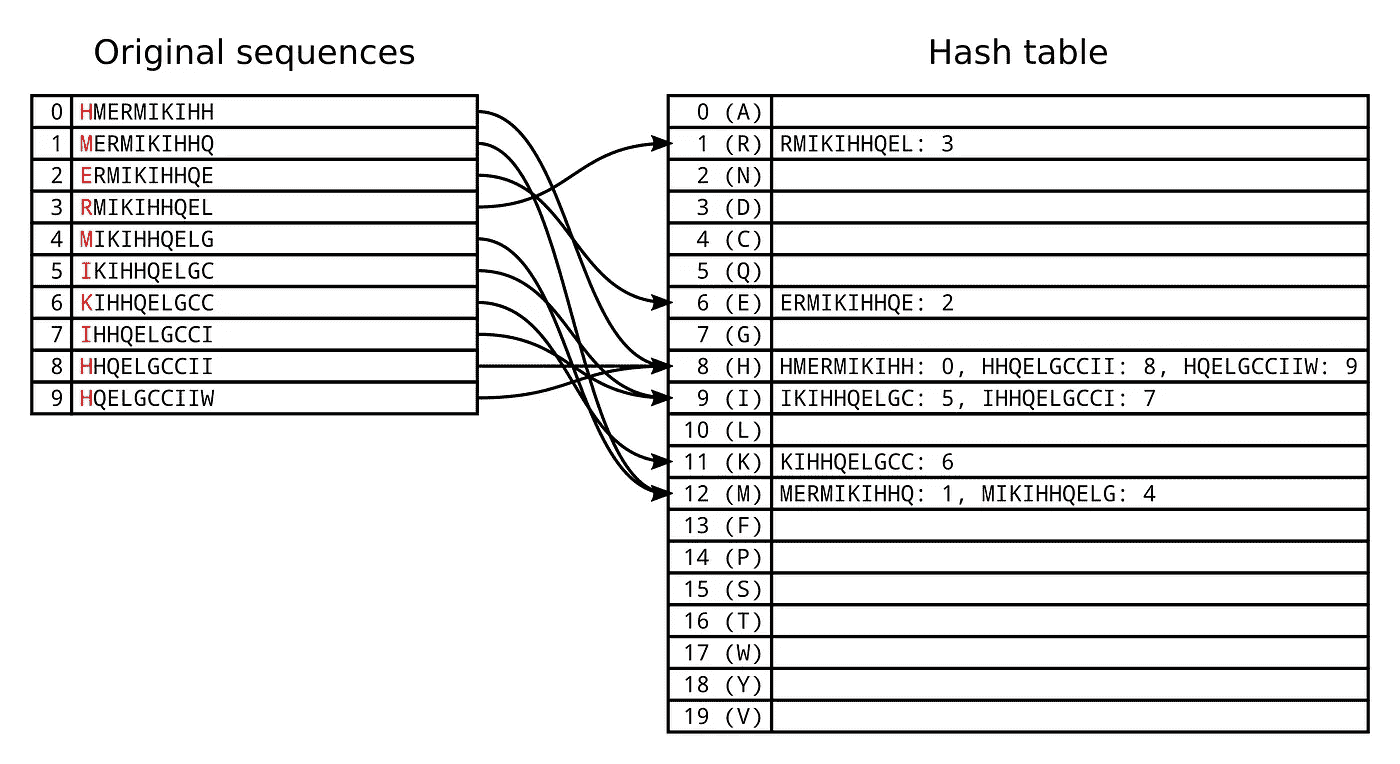 Original sequences
0 HMERMIKIHH
1 MERMIKIHHQ
2 ERMIKIHHQE
3 RMIKIHHQEL
4 MIKIHHQELG
5 IKIHHQELGC
6 KIHHQELGCC
7 IHHQELGCCI
8 HHQELGCCII
9 HQELGCCIIW
Hash table
0 (A)
1 (R) RMIKIHHQEL: 3
2 (N)
3 (D)
4 (C)
5 (Q)
6 (E) ERMIKIHHQE: 2
7 (G)
8 (H) HMERMIKIHH: 0, HHQELGCCII: 8, HQELGCCIIW: 9
9 (I) IKIHHQELGC: 5, IHHQELGCCI: 7
10 (L)
11 (K) KIHHQELGCC: 6
12 (M) MERMIKIHHQ: 1, MIKIHHQELG: 4
13 (F)
14 (P)
15 (S)
16 (T)
17 (W)
18 (Y)
19 (V)